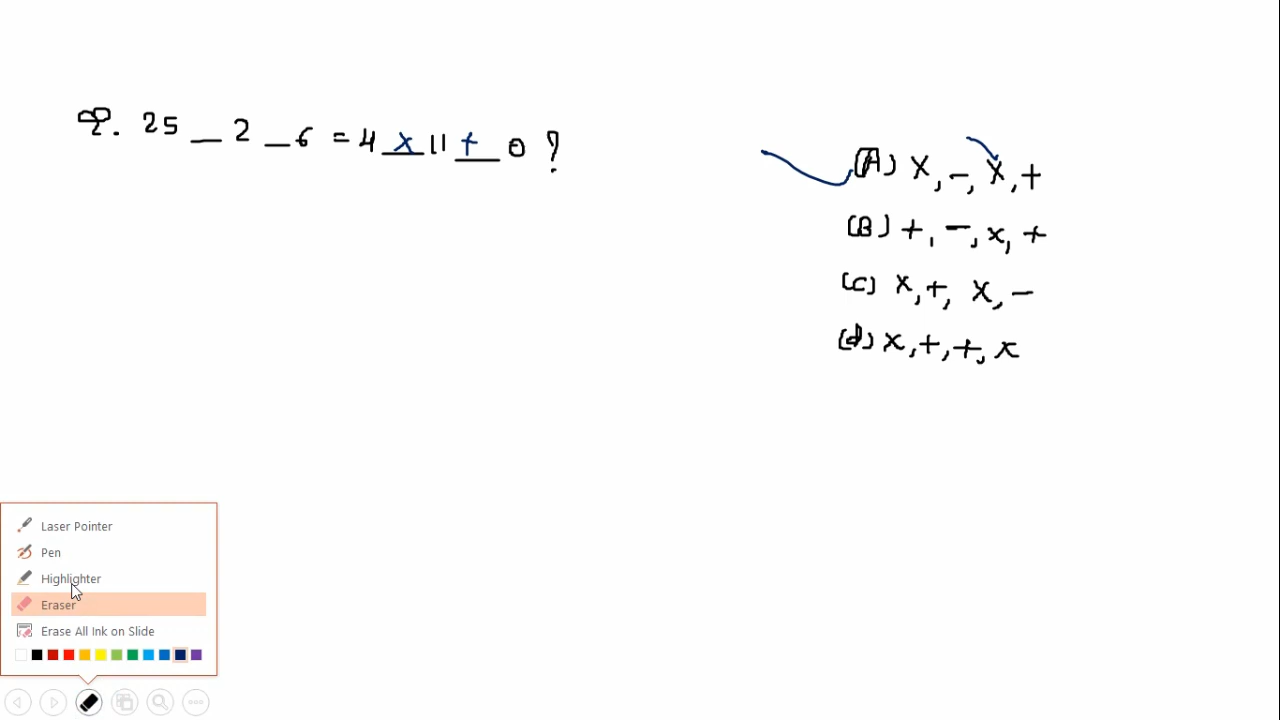 Q. 25 _ 2 _ 6 = 4 x 11 + 0 ?
(A) x, -, x, +
(B) +, -, x, +
(c) x, +, x, -
(d) x, +, +, x
Laser Pointer
Pen
Highlighter
Eraser
Erase All Ink on Slide